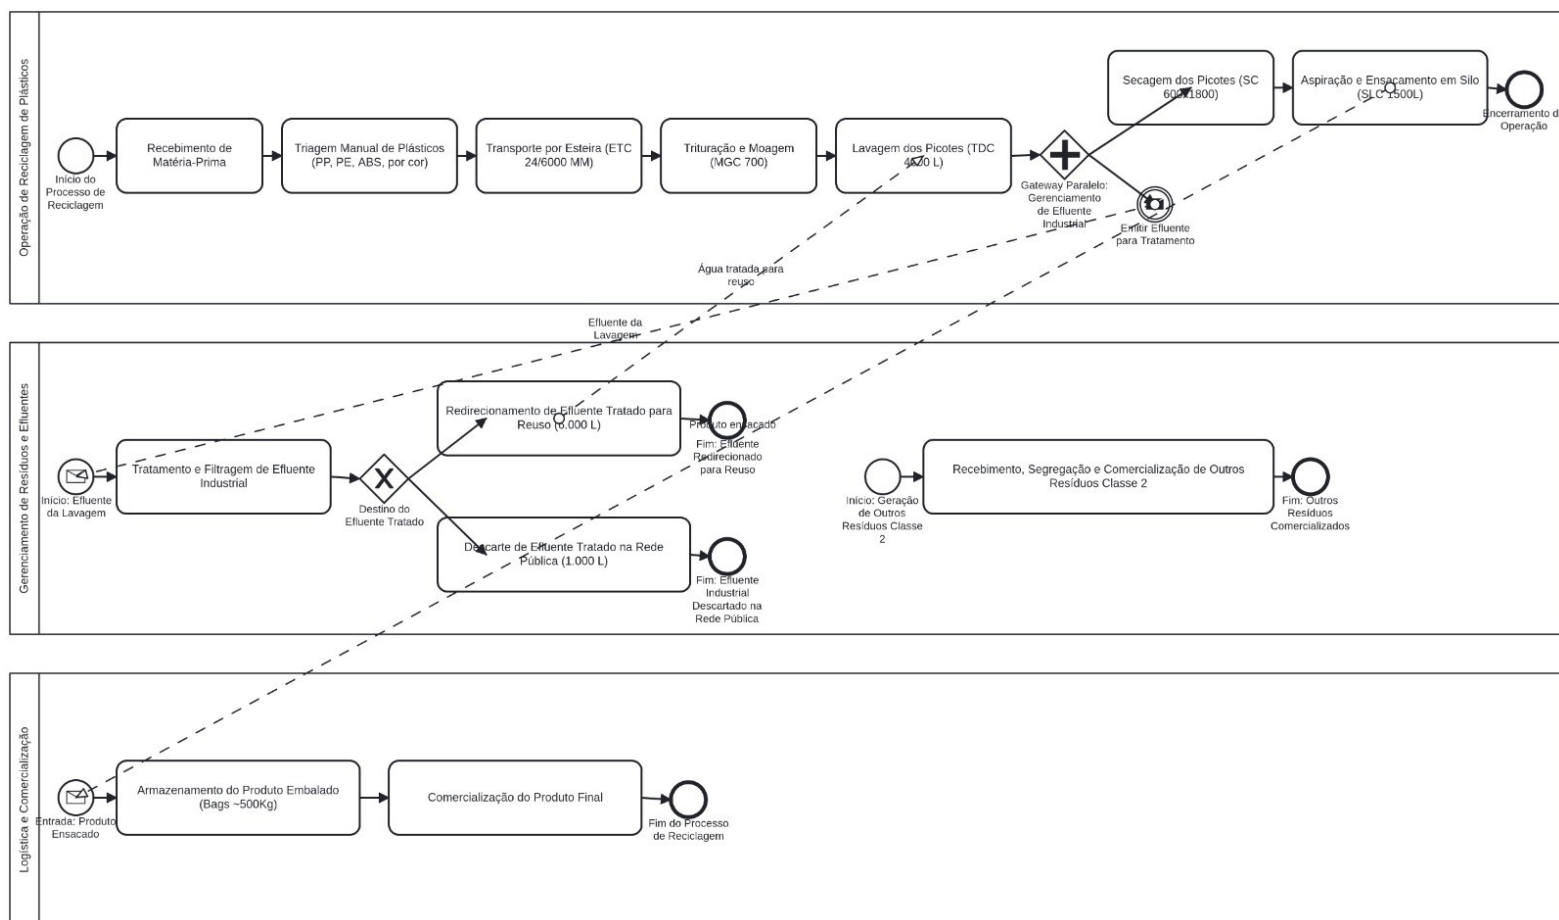 Operação de Reciclagem de Plásticos
Início do
Processo de
Reciclagem
Recebimento de
Matéria-Prima
Triagem Manual de Plásticos
(PP, PE, ABS, por cor)
Transporte por Esteira (ETC
24/6000 MM)
Trituração e Moagem
(MGC 700)
Lavagem dos Picotes (TDC
L)
Gateway Paralelo:
Gerenciamento
de Efluente
Industrial
Emitir Efluente
para Tratamento
Secagem dos Picotes (SC
Aspiração e Ensacamento em Silo
(SLC 1500L)
Encerramento d
Operação
Água tratada para
reuso
Efluente da
Lavagem
Gerenciamento de Resíduos e Efluentes
Início: Efluente
da Lavagem
Tratamento e Filtragem de Efluente
Industrial
Destino do
Efluente Tratado
Redirecionamento de Efluente Tratado para
Reuso (6.000 L)
Produto ensacado
Fim: Efluente
Redirecionado
para Reuso
Descarte de Efluente Tratado na Rede
Pública (1.000 L)
Fim: Efluente
Industrial
Descartado na
Rede Pública
Início: Geração
de Outros
Resíduos Classe
2
Recebimento, Segregação e Comercialização de Outros
Resíduos Classe 2
Fim: Outros
Resíduos
Comercializados
Logística e Comercialização
Entrada: Produto
Ensacado
Armazenamento do Produto Embalado
(Bags ~500Kg)
Comercialização do Produto Final
Fim do Processo
de Reciclagem